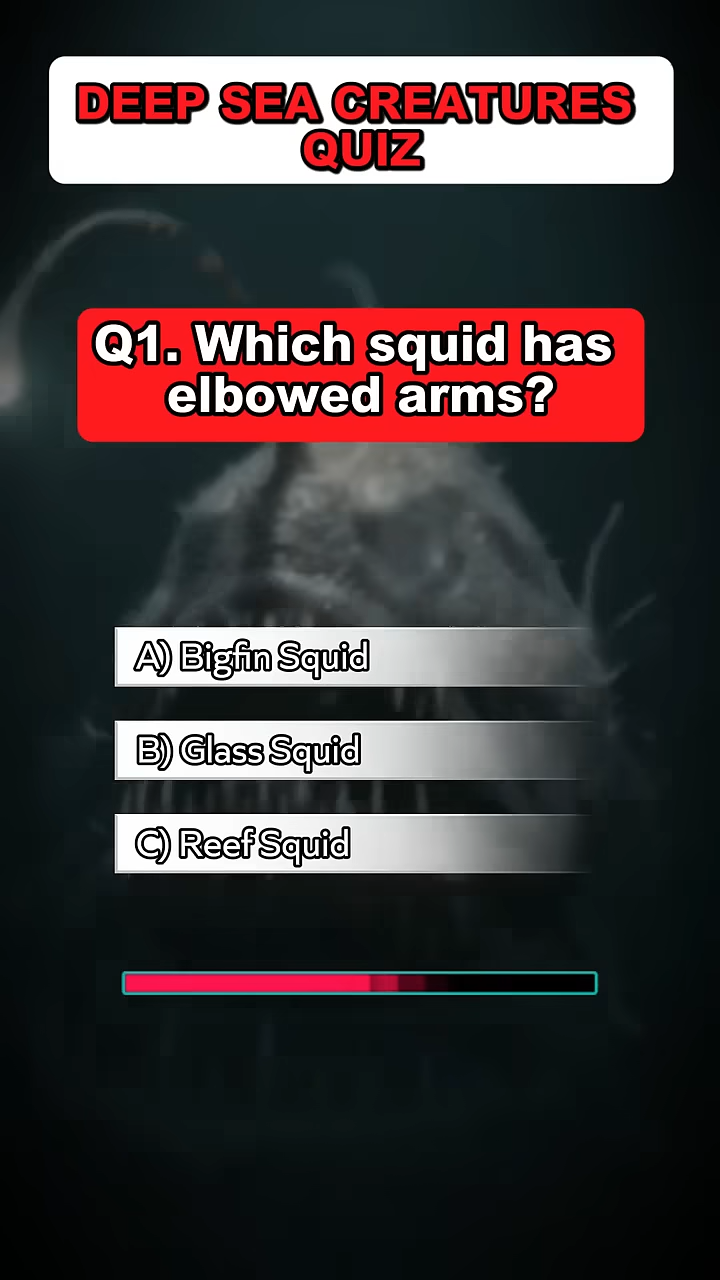 DEEP SEA CREATURES
QUIZ
Q1. Which squid has
elbowed arms?
A) Bigfin Squid
B) Glass Squid
C) Reef Squid